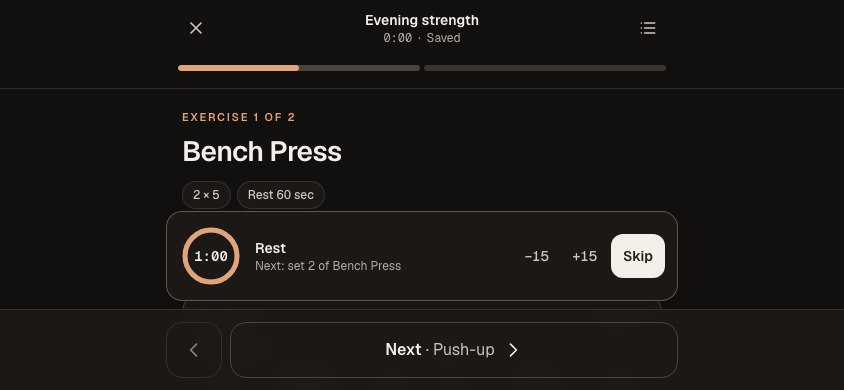 Evening strength
0:00 · Saved
EXERCISE 1 OF 2
Bench Press
2 × 5
Rest 60 sec
1:00
Rest
Next: set 2 of Bench Press
−15
+15
Skip
Next · Push-up